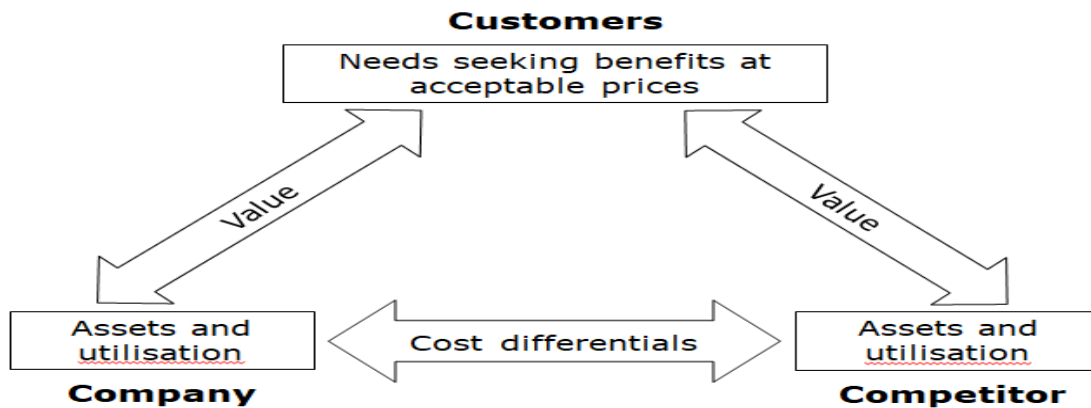 Customers
Needs seeking benefits at
acceptable prices
Value
Value
Assets and
utilisation
Company
Cost differentials
Assets and
utilisation
Competitor